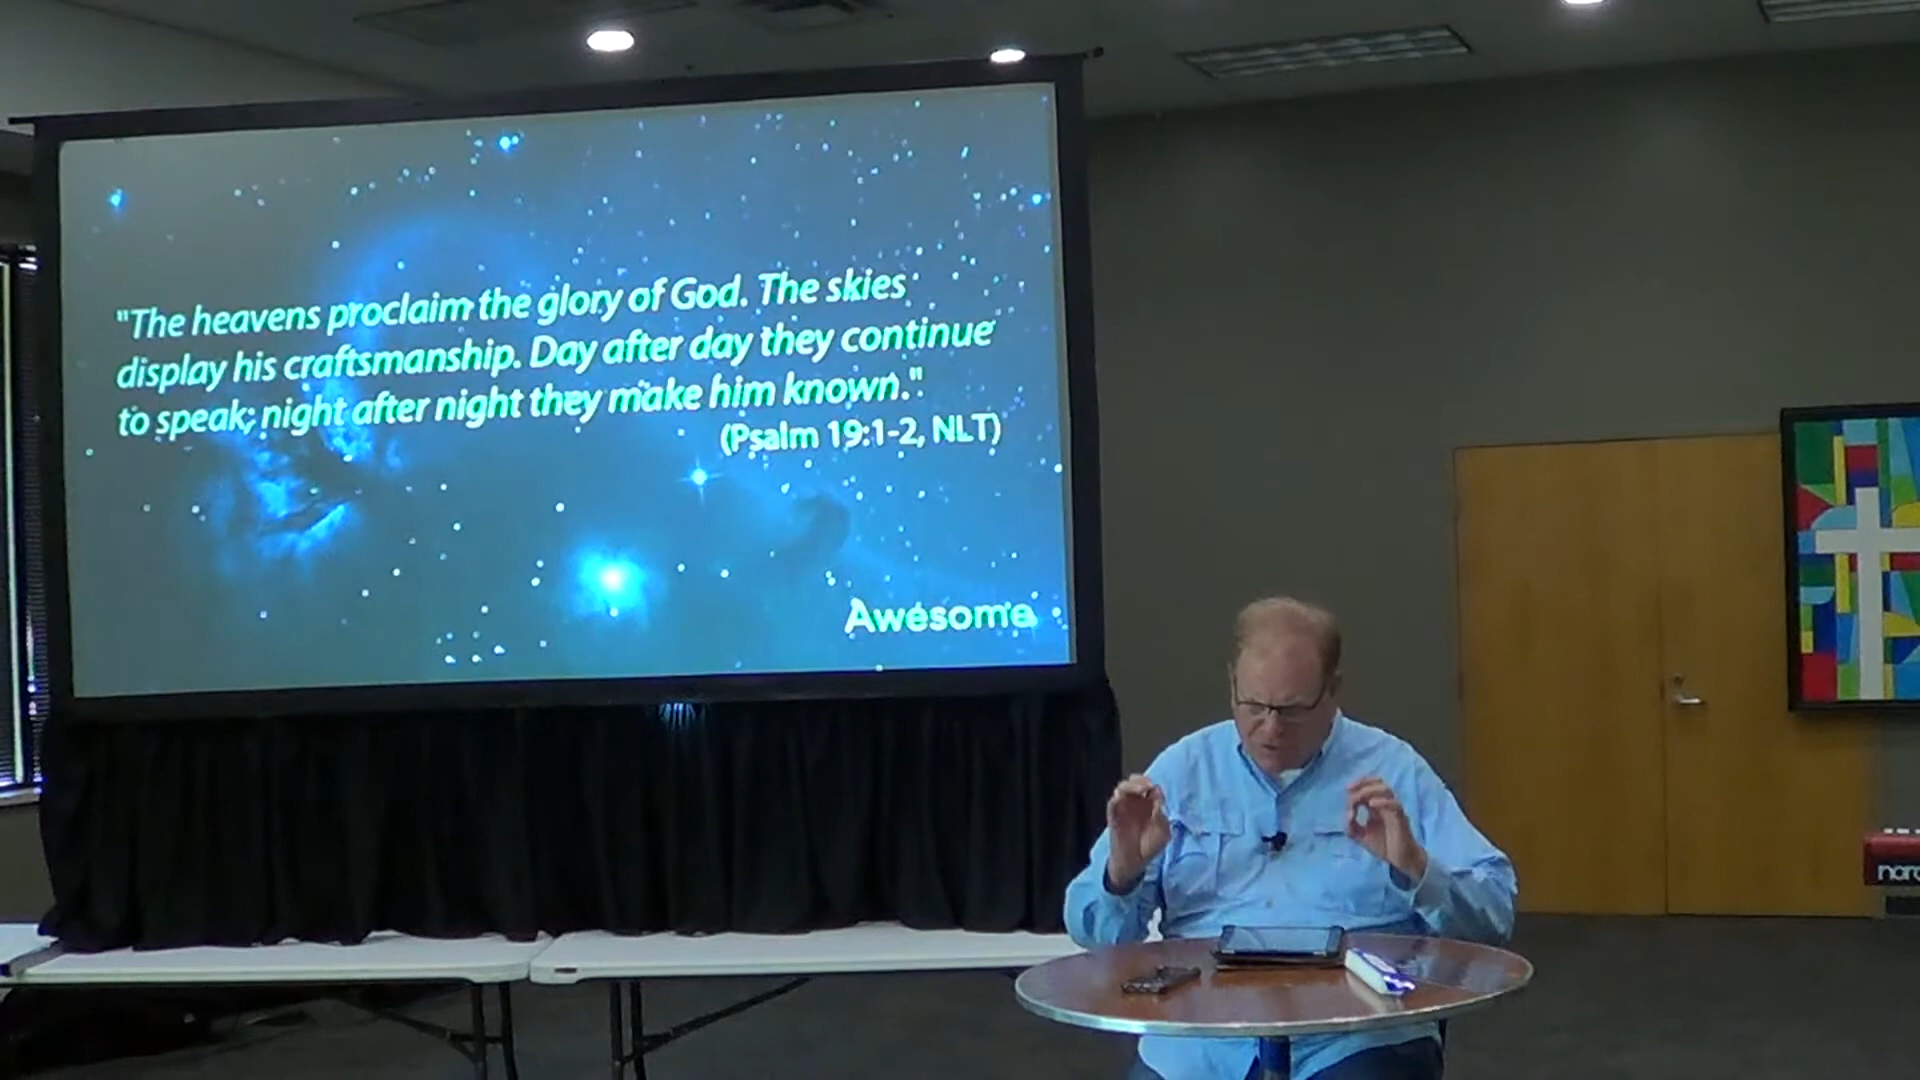 "The heavens proclaim the glory of God. The skies
display his craftsmanship. Day after day they continue
to speak; night after night they make him known."
(Psalm 19:1-2, NLT)
Awesome